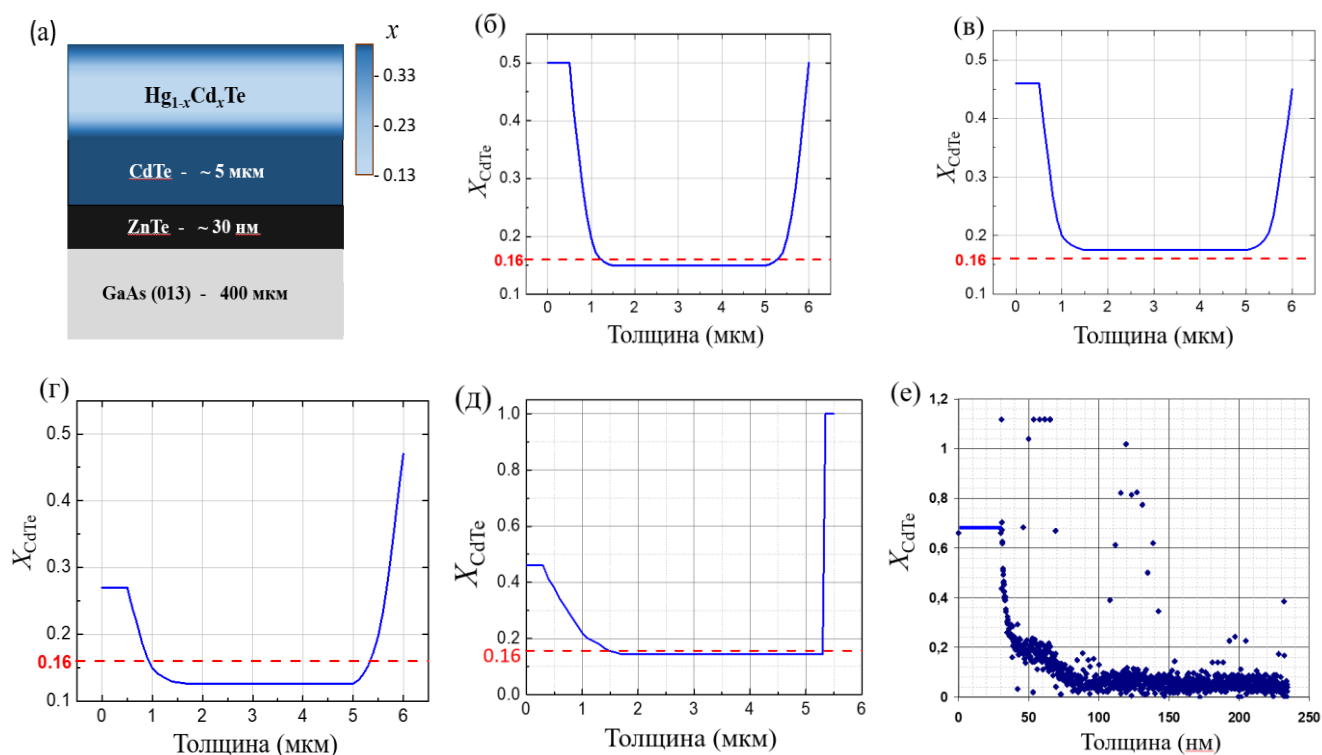 (а)
x
0.33
0.23
0.13
Hg1-xCdxTe
CdTe - ~ 5 мкм
ZnTe - ~ 30 нм
GaAs (013) - 400 мкм
(б)
XCdTe
0.5
0.4
0.3
0.2
0.16
0.1
0 1 2 3 4 5 6
Толщина (мкм)
(в)
XCdTe
0.5
0.4
0.3
0.2
0.16
0.1
0 1 2 3 4 5 6
Толщина (мкм)
(г)
XCdTe
0.5
0.4
0.3
0.2
0.16
0.1
0 1 2 3 4 5 6
Толщина (мкм)
(д)
XCdTe
1.0
0.8
0.6
0.4
0.2
0.16
0.0
0 1 2 3 4 5 6
Толщина (мкм)
(е)
XCdTe
1,2
1
0,8
0,6
0,4
0,2
0
0 50 100 150 200 250
Толщина (нм)